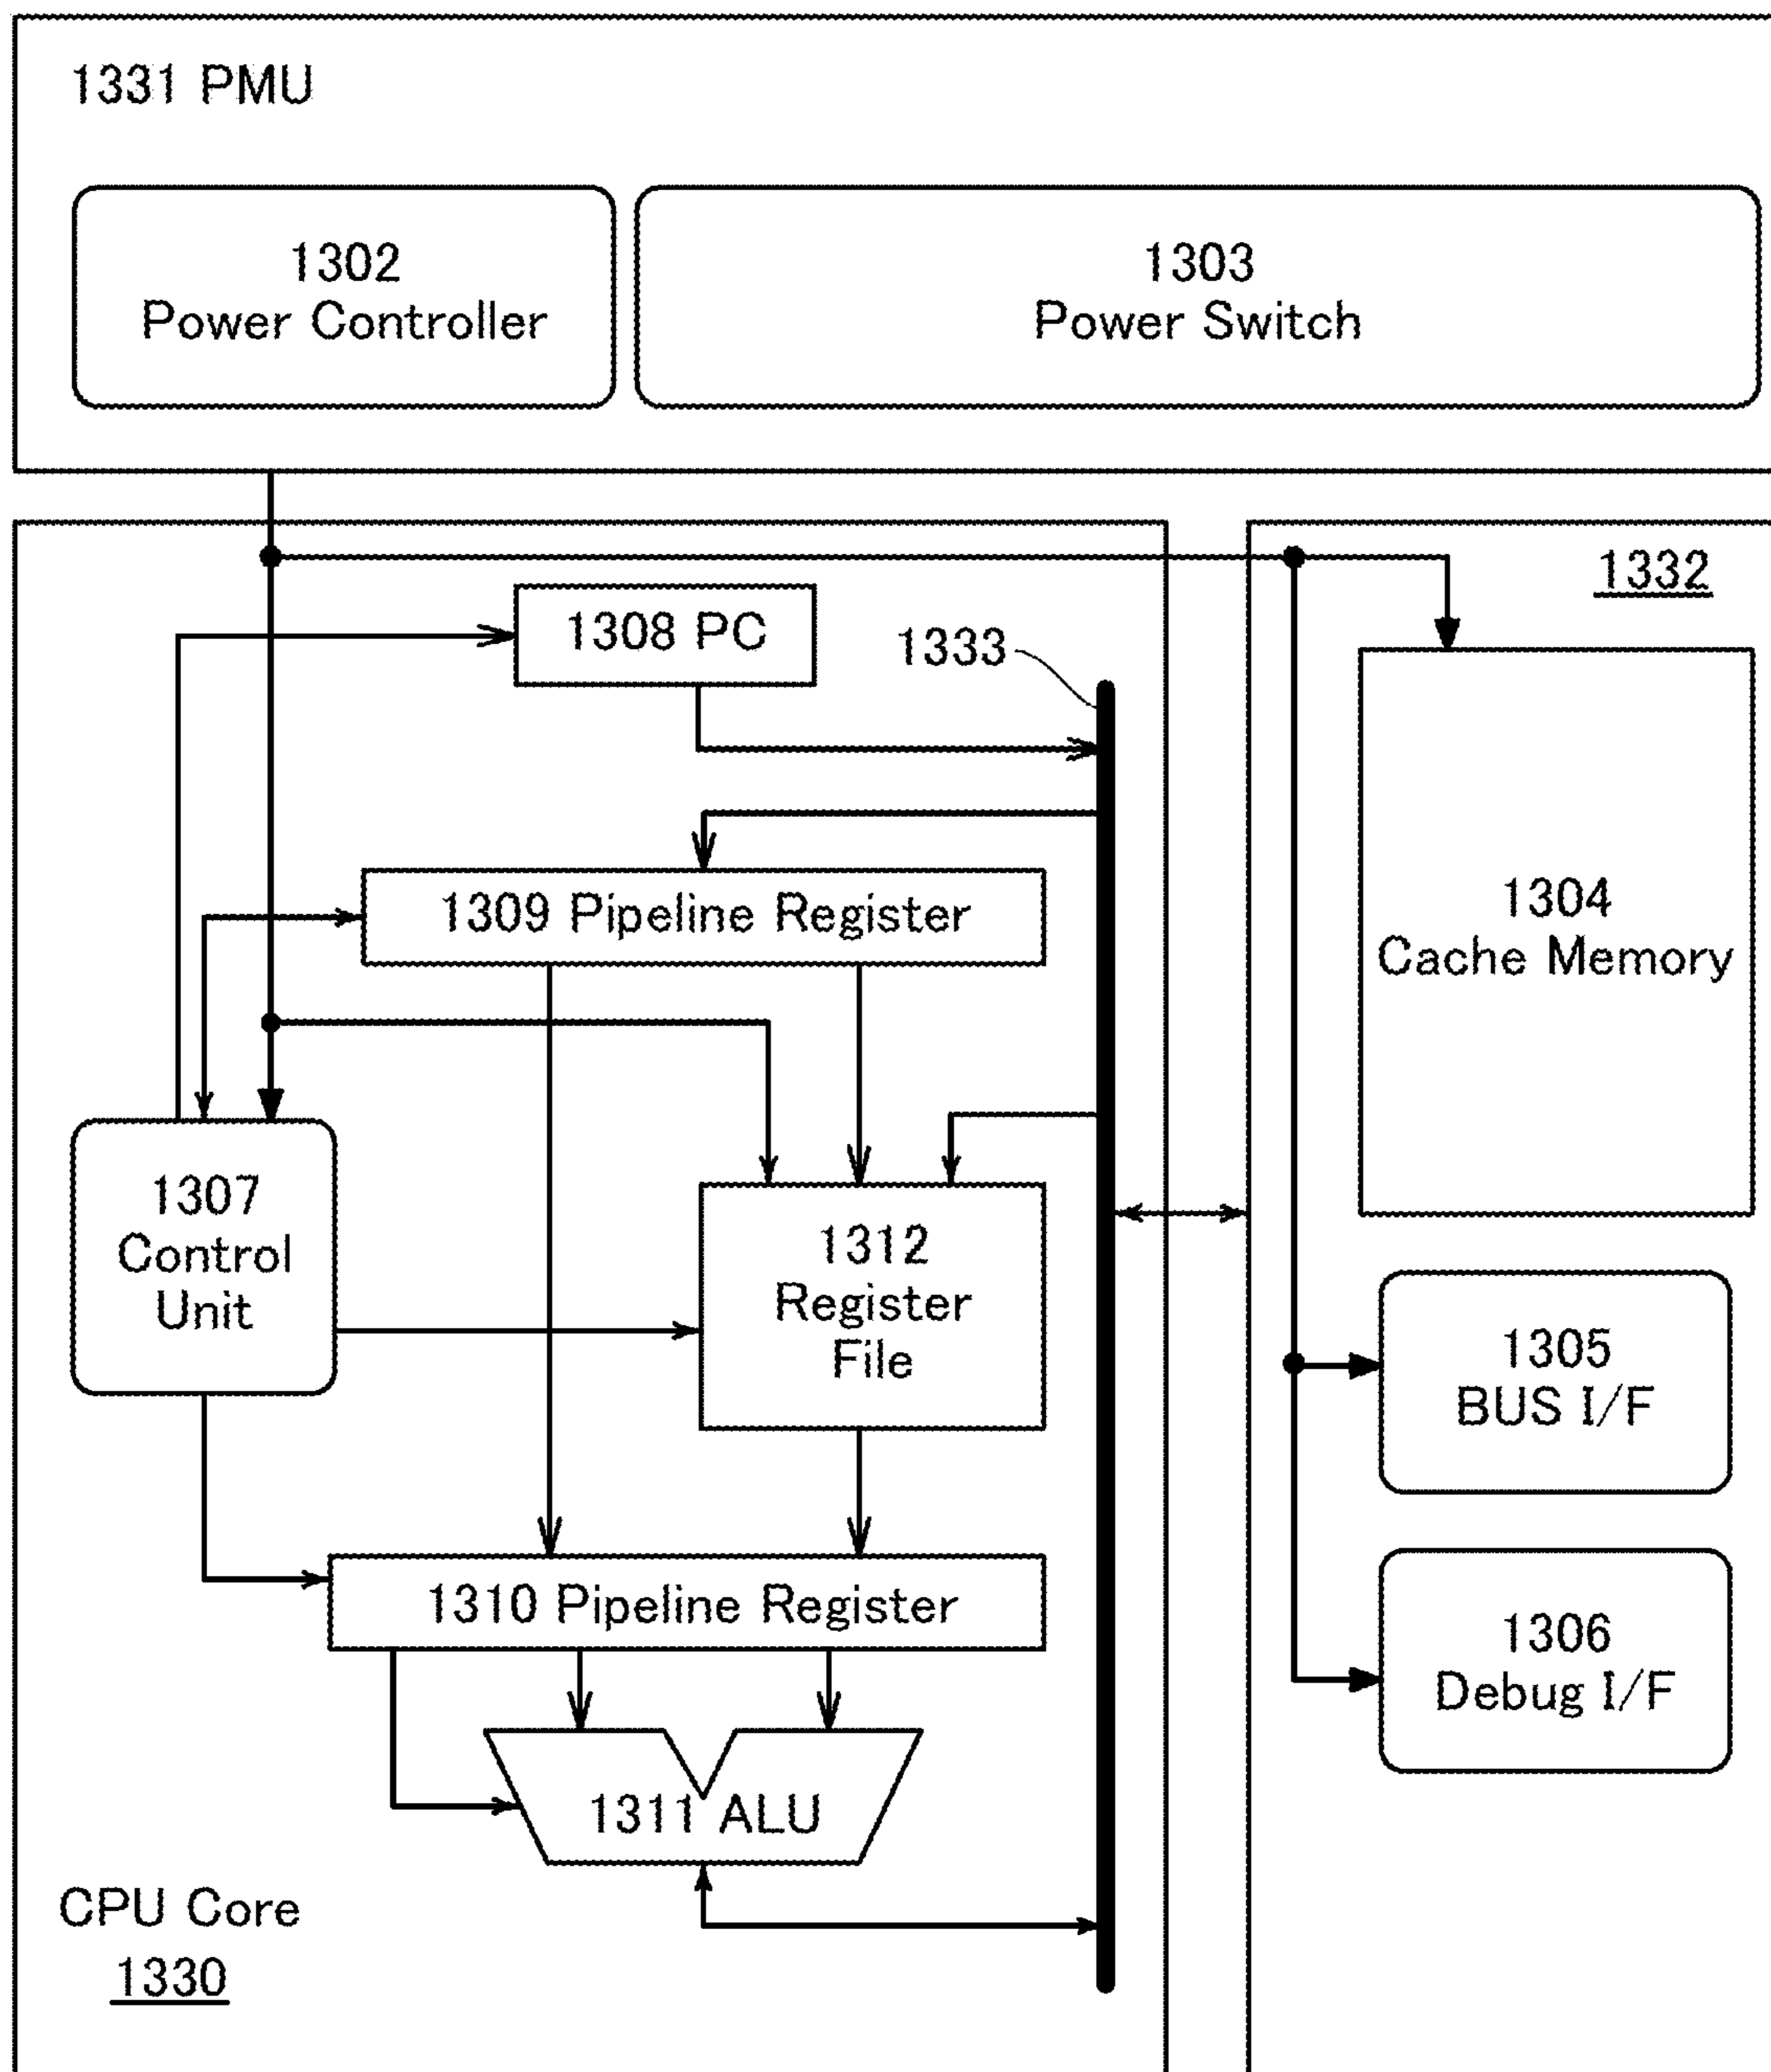 1331 PMU
1302
Power Controller
1303
Power Switch
1332
1308 PC
1333
1309 Pipeline Register
1304
Cache Memory
1307
Control
Unit
1312
Register
File
1305
BUS I/F
1310 Pipeline Register
1306
Debug I/F
1311 ALU
CPU Core
1330